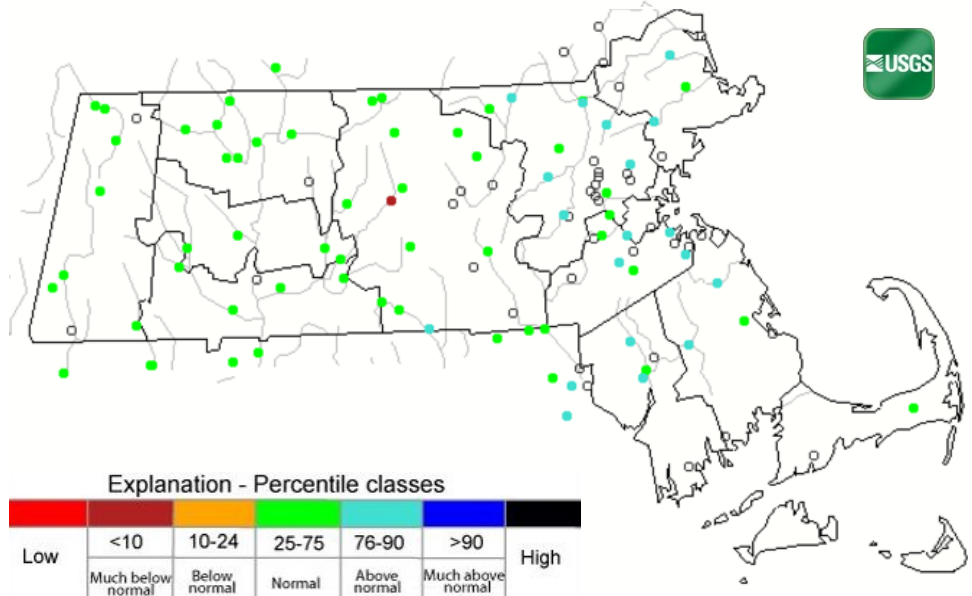 USGS
Explanation - Percentile classes
<10 10-24 25-75 76-90 >90
Low High
Much below normal Below normal Normal Above normal Much above normal